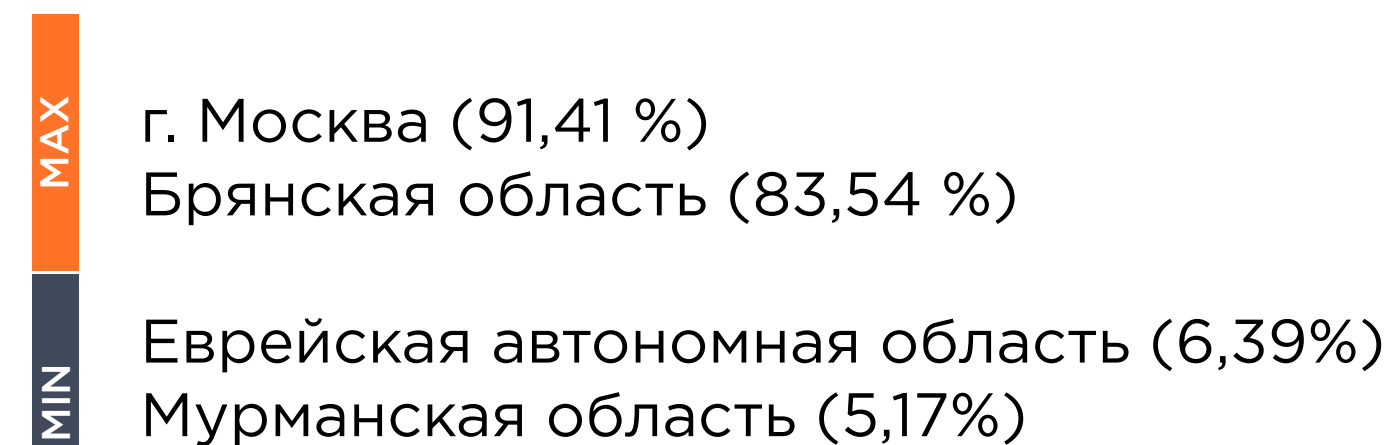 MAX
г. Москва (91,41 %)
Брянская область (83,54 %)
MIN
Еврейская автономная область (6,39%)
Мурманская область (5,17%)